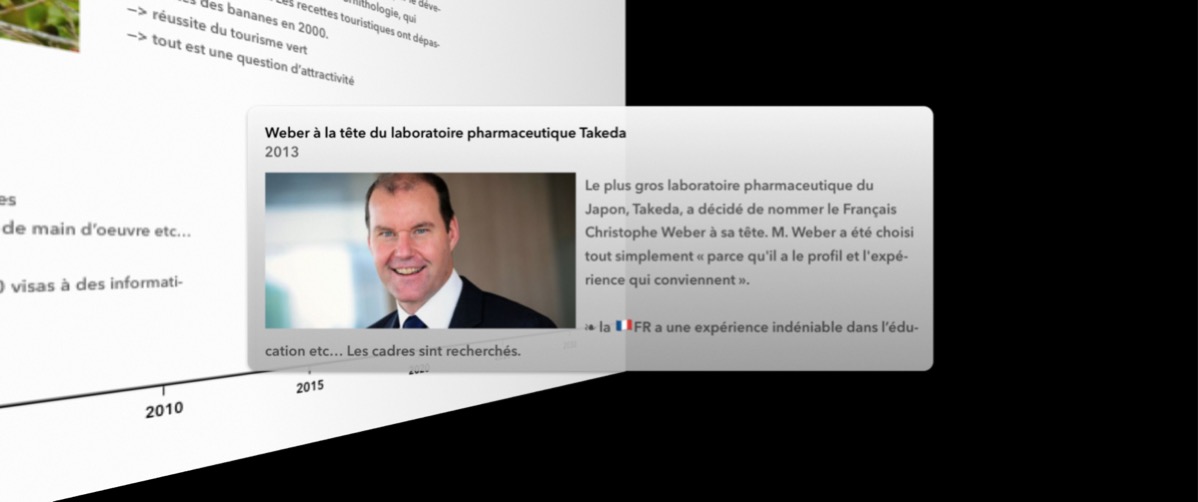 des bananes en 2000.
—> réussite du tourisme vert
—> tout est une question d'attractivité
recettes touristiques ont dépas-
qui
Weber à la tête du laboratoire pharmaceutique Takeda
2013
Le plus gros laboratoire pharmaceutique du
Japon, Takeda, a décidé de nommer le Français
Christophe Weber à sa tête. M. Weber a été choisi
tout simplement « parce qu'il a le profil et l'expé-
rience qui conviennent ».
❧ la 🇫🇷FR a une expérience indéniable dans l'édu-
cation etc... Les cadres sint recherchés.
es
de main d'oeuvre etc...
) visas à des informati-
2010
2015